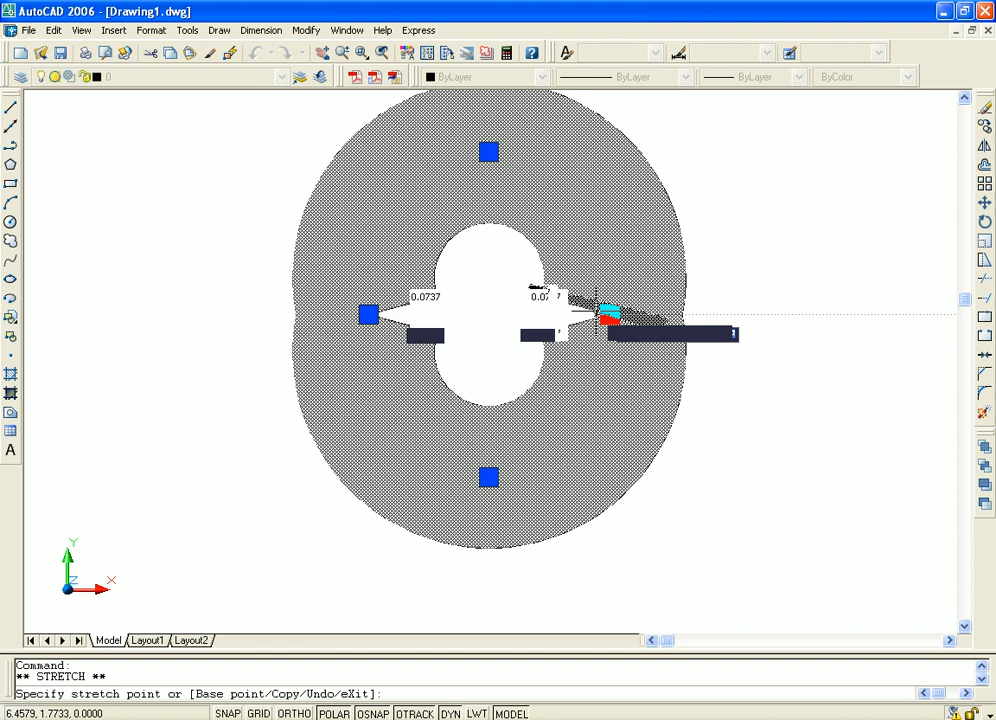 AutoCAD 2006 - [Drawing1.dwg]
File Edit View Insert Format Tools Draw Dimension Modify Window Help Express
0 ByLayer ByLayer ByLayer ByColor
0.0737
A
Y
Z X
Model Layout1 Layout2
Command:
** STRETCH **
Specify stretch point or [Base point/Copy/Undo/eXit]:
6.4579, 1.7733, 0.0000 SNAP GRID ORTHO POLAR OSNAP OTRACK DYN LWT MODEL